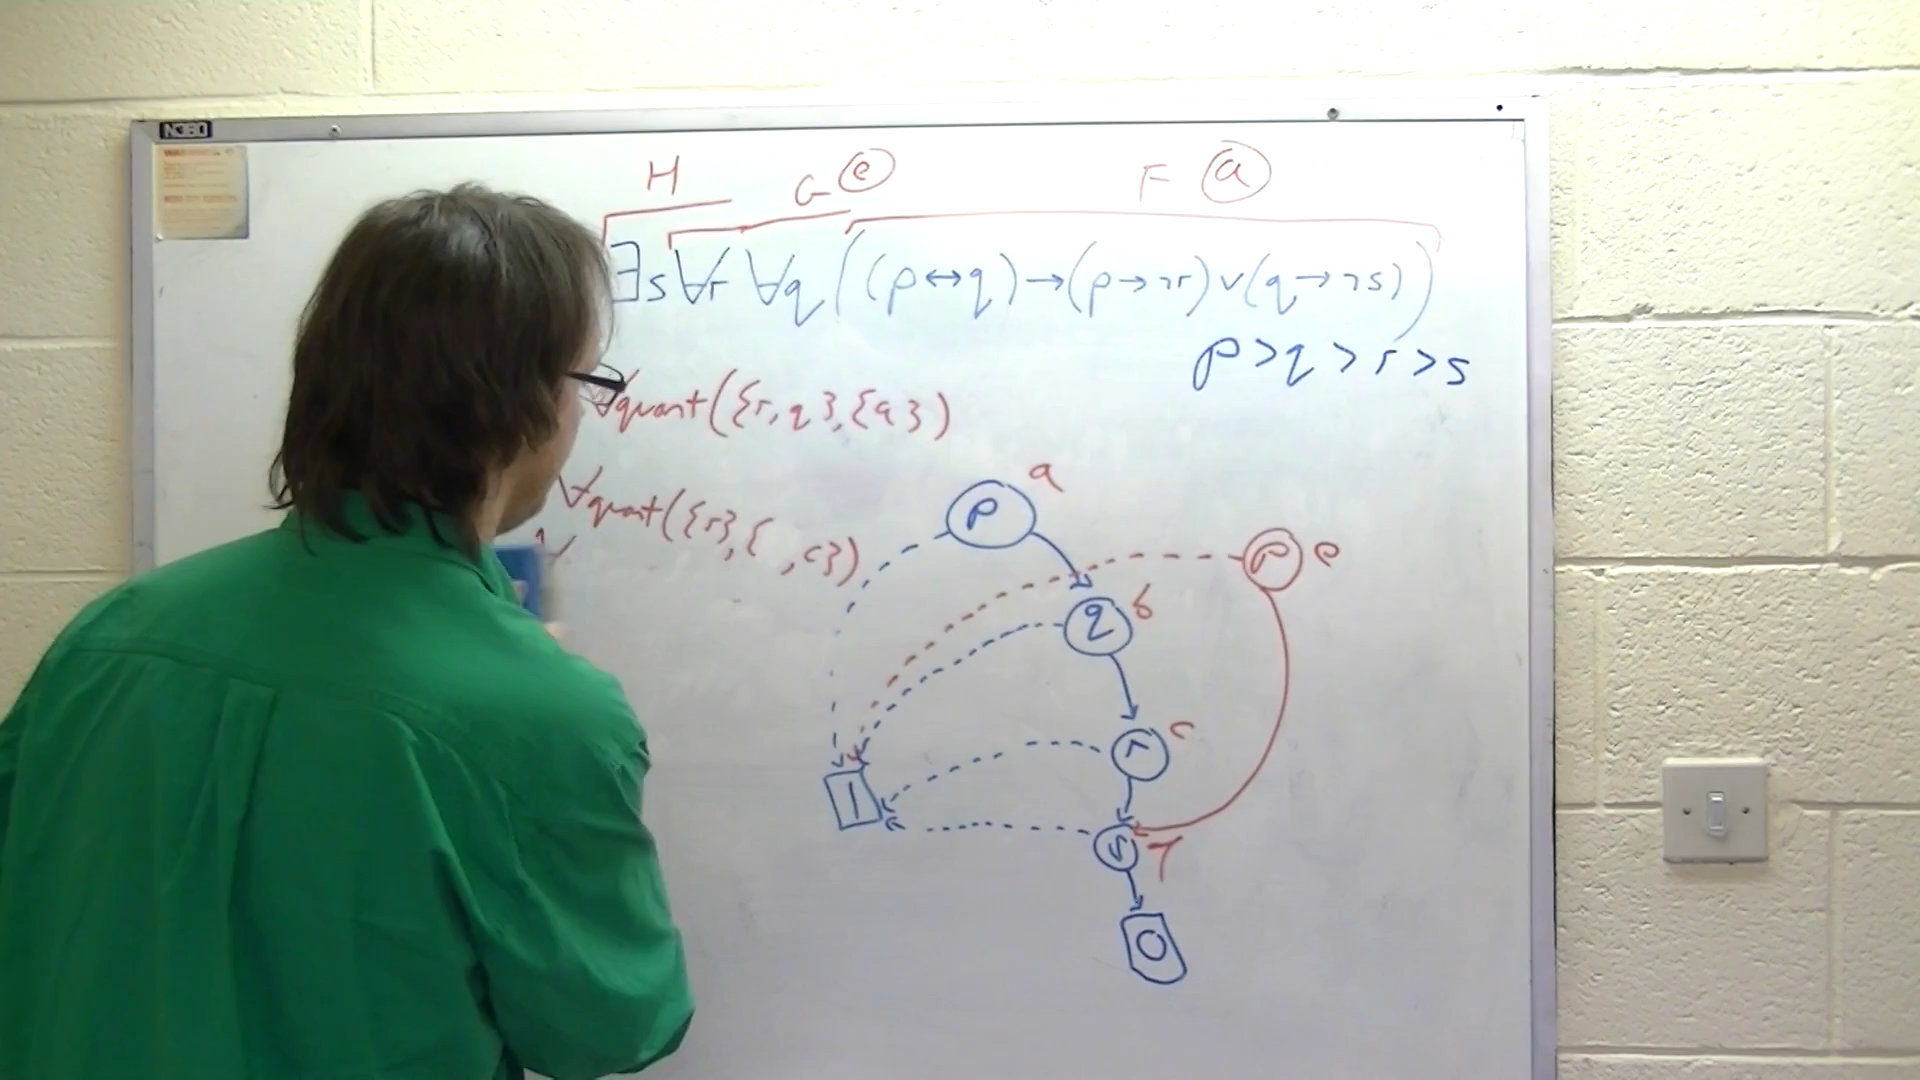 NOBO
H G e F a
∃s∀r ∀q((p↔q)→(p→¬r)∨(q→¬s))
p>q>r>s
∀quant({r,q},{a})
∀quant({r},{ ,c})
a
p
p e
q b
r c
1
s
0